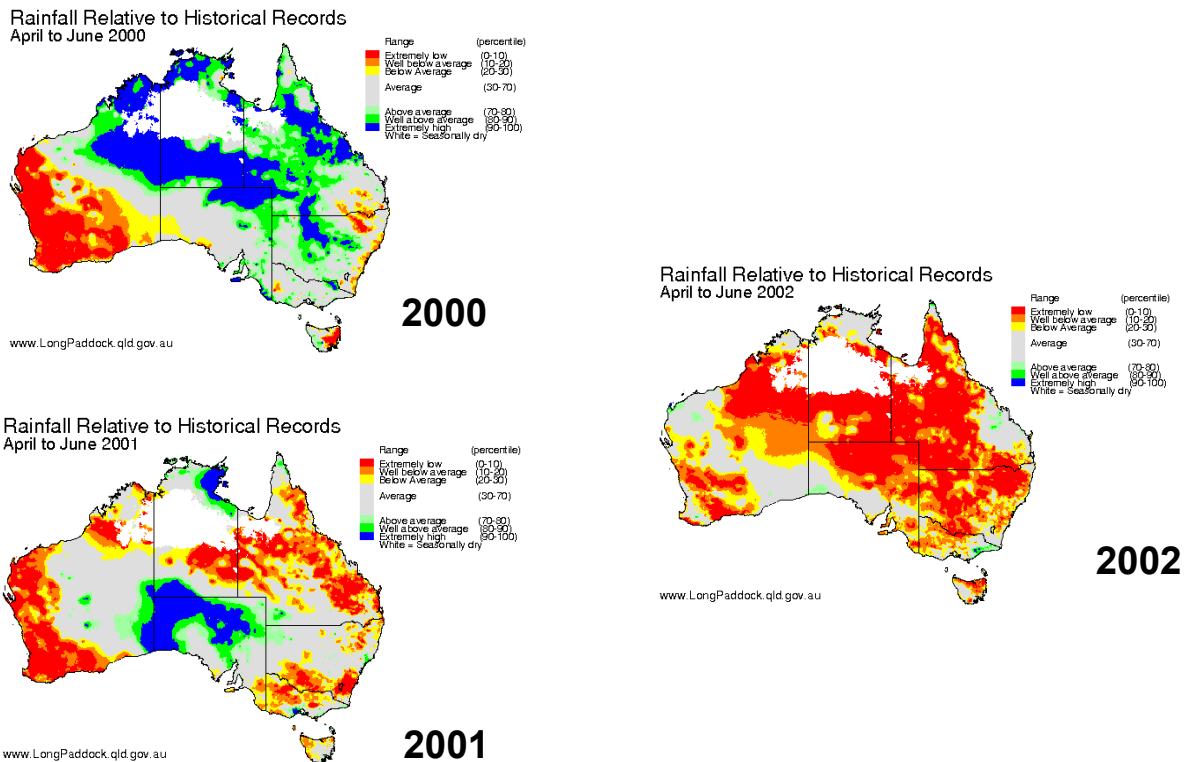 Rainfall Relative to Historical Records
April to June 2000
Range (percentile)
Extremely low (0-10)
Well below average (10-20)
Below Average (20-30)
Average (30-70)
Above average (70-80)
Well above average (80-90)
Extremely high (90-100)
White = Seasonally dry
2000
www.LongPaddock.qld.gov.au
Rainfall Relative to Historical Records
April to June 2001
Range (percentile)
Extremely low (0-10)
Well below average (10-20)
Below Average (20-30)
Average (30-70)
Above average (70-80)
Well above average (80-90)
Extremely high (90-100)
White = Seasonally dry
2001
www.LongPaddock.qld.gov.au
Rainfall Relative to Historical Records
April to June 2002
Range (percentile)
Extremely low (0-10)
Well below average (10-20)
Below Average (20-30)
Average (30-70)
Above average (70-80)
Well above average (80-90)
Extremely high (90-100)
White = Seasonally dry
2002
www.LongPaddock.qld.gov.au